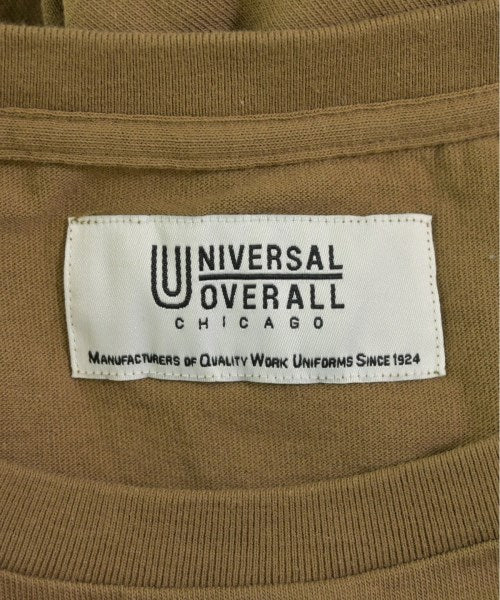 UNIVERSAL
OVERALL
CHICAGO
MANUFACTURERS OF QUALITY WORK UNIFORMS SINCE 1924